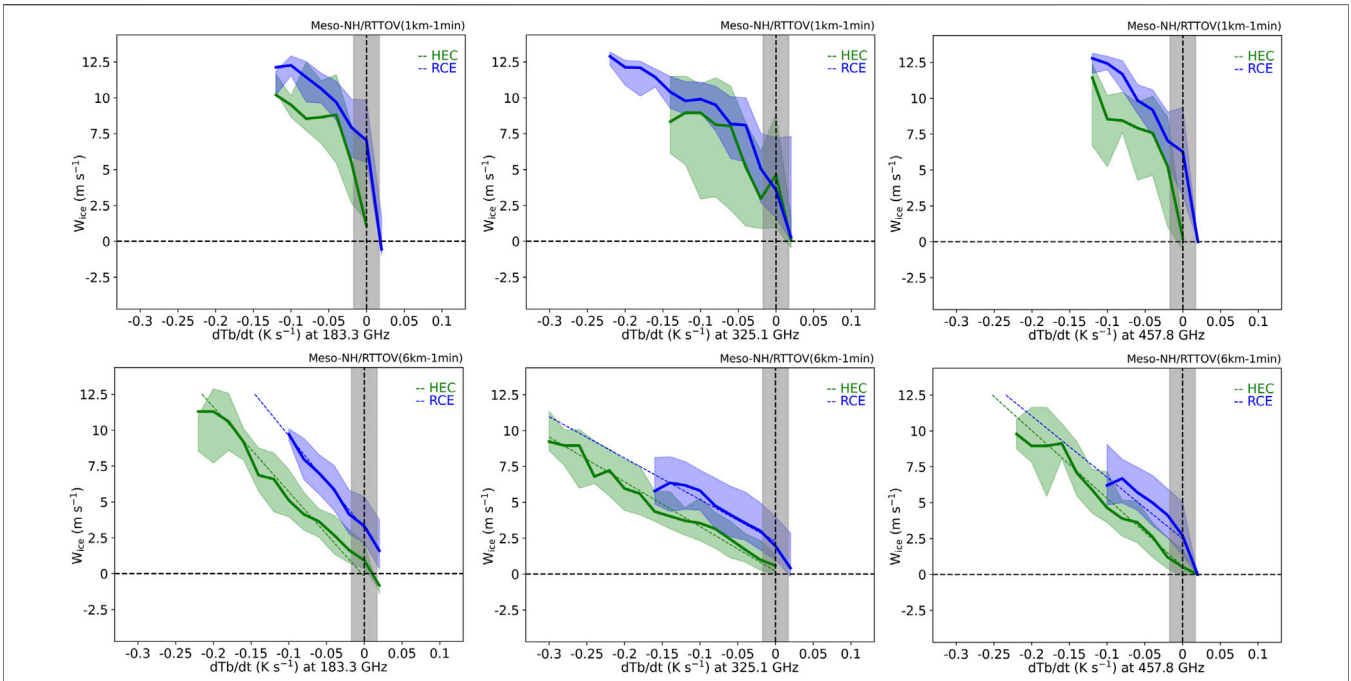 Meso-NH/RTTOV(1km-1min)
12.5
10
7.5
5
2.5
0
-2.5
W_ice (m s⁻¹)
--HEC
--RCE
-0.3 -0.25 -0.2 -0.15 -0.1 -0.05 0 0.05 0.1
dTb/dt (K s⁻¹) at 183.3 GHz
Meso-NH/RTTOV(1km-1min)
12.5
10
7.5
5
2.5
0
-2.5
W_ice (m s⁻¹)
--HEC
--RCE
-0.3 -0.25 -0.2 -0.15 -0.1 -0.05 0 0.05 0.1
dTb/dt (K s⁻¹) at 325.1 GHz
Meso-NH/RTTOV(1km-1min)
12.5
10
7.5
5
2.5
0
-2.5
W_ice (m s⁻¹)
--HEC
--RCE
-0.3 -0.25 -0.2 -0.15 -0.1 -0.05 0 0.05 0.1
dTb/dt (K s⁻¹) at 457.8 GHz
Meso-NH/RTTOV(6km-1min)
12.5
10
7.5
5
2.5
0
-2.5
W_ice (m s⁻¹)
--HEC
--RCE
-0.3 -0.25 -0.2 -0.15 -0.1 -0.05 0 0.05 0.1
dTb/dt (K s⁻¹) at 183.3 GHz
Meso-NH/RTTOV(6km-1min)
12.5
10
7.5
5
2.5
0
-2.5
W_ice (m s⁻¹)
--HEC
--RCE
-0.3 -0.25 -0.2 -0.15 -0.1 -0.05 0 0.05 0.1
dTb/dt (K s⁻¹) at 325.1 GHz
Meso-NH/RTTOV(6km-1min)
12.5
10
7.5
5
2.5
0
-2.5
W_ice (m s⁻¹)
--HEC
--RCE
-0.3 -0.25 -0.2 -0.15 -0.1 -0.05 0 0.05 0.1
dTb/dt (K s⁻¹) at 457.8 GHz